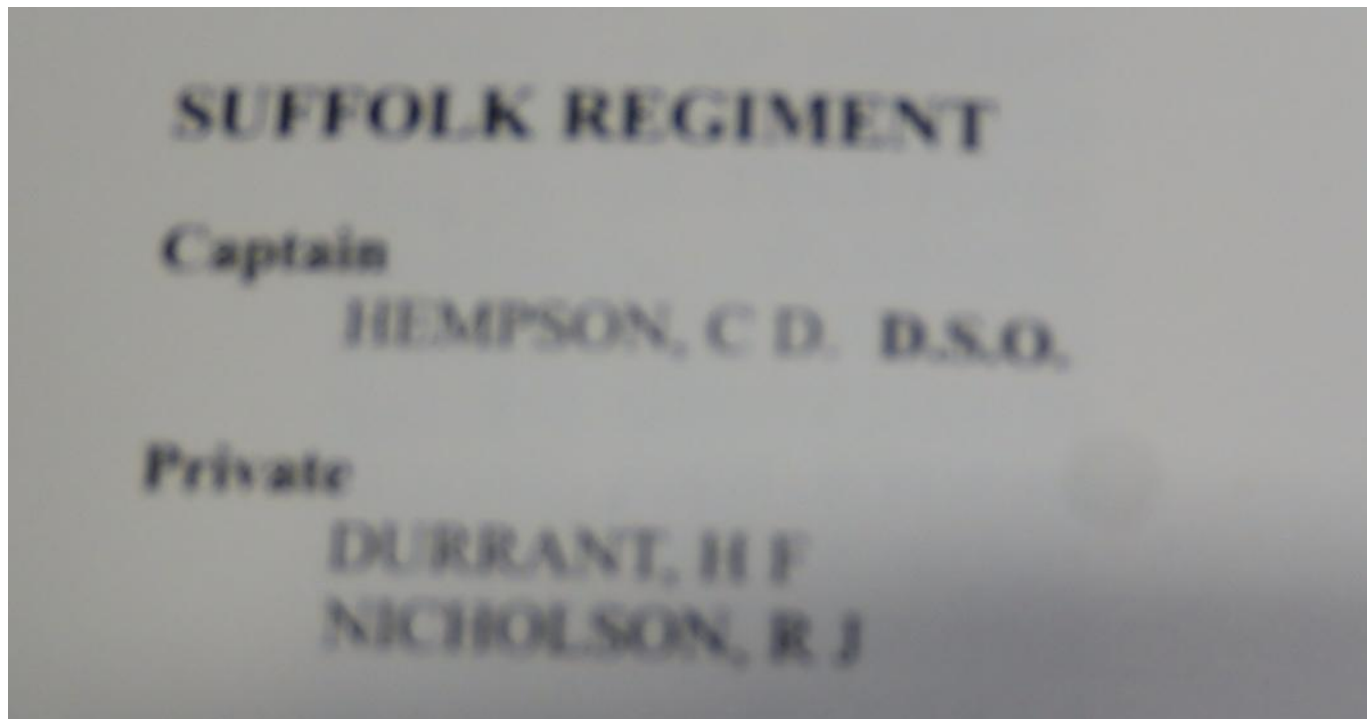 SUFFOLK REGIMENT
Captain
HEMPSON, C D. D.S.O.
Private
DURRANT, H F
NICHOLSON, R J